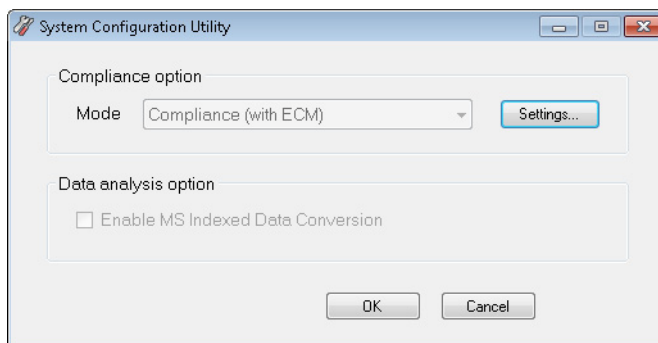 System Configuration Utility
Compliance option
Mode Compliance (with ECM) Settings...
Data analysis option
Enable MS Indexed Data Conversion
OK Cancel